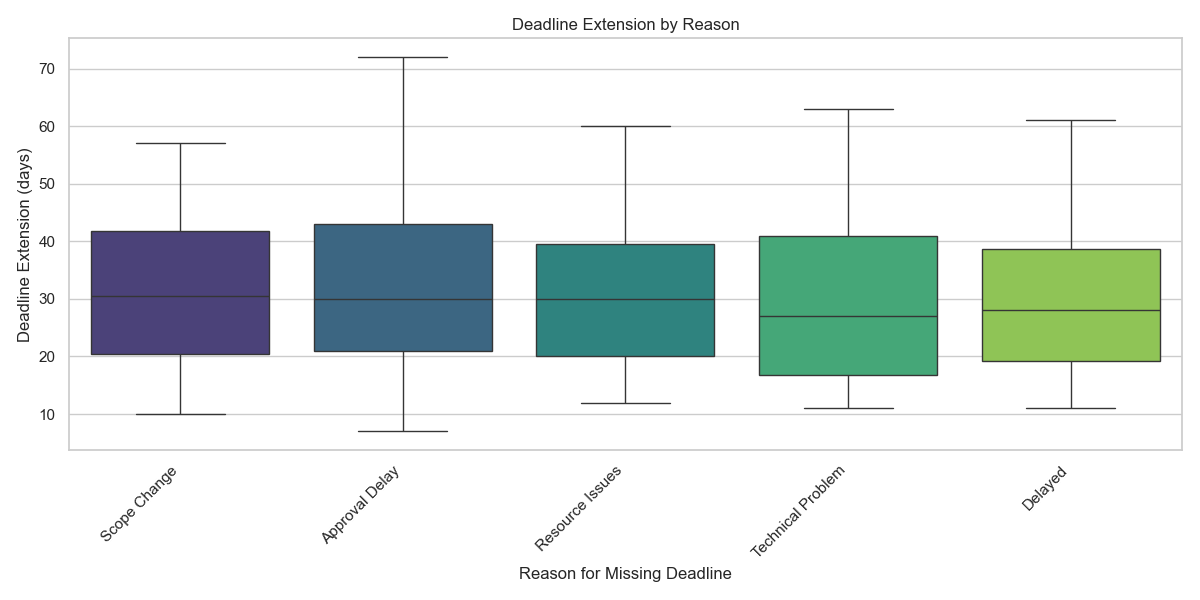 Deadline Extension by Reason
Deadline Extension (days)
70
60
50
40
30
20
10
Scope Change
Approval Delay
Resource Issues
Technical Problem
Delayed
Reason for Missing Deadline